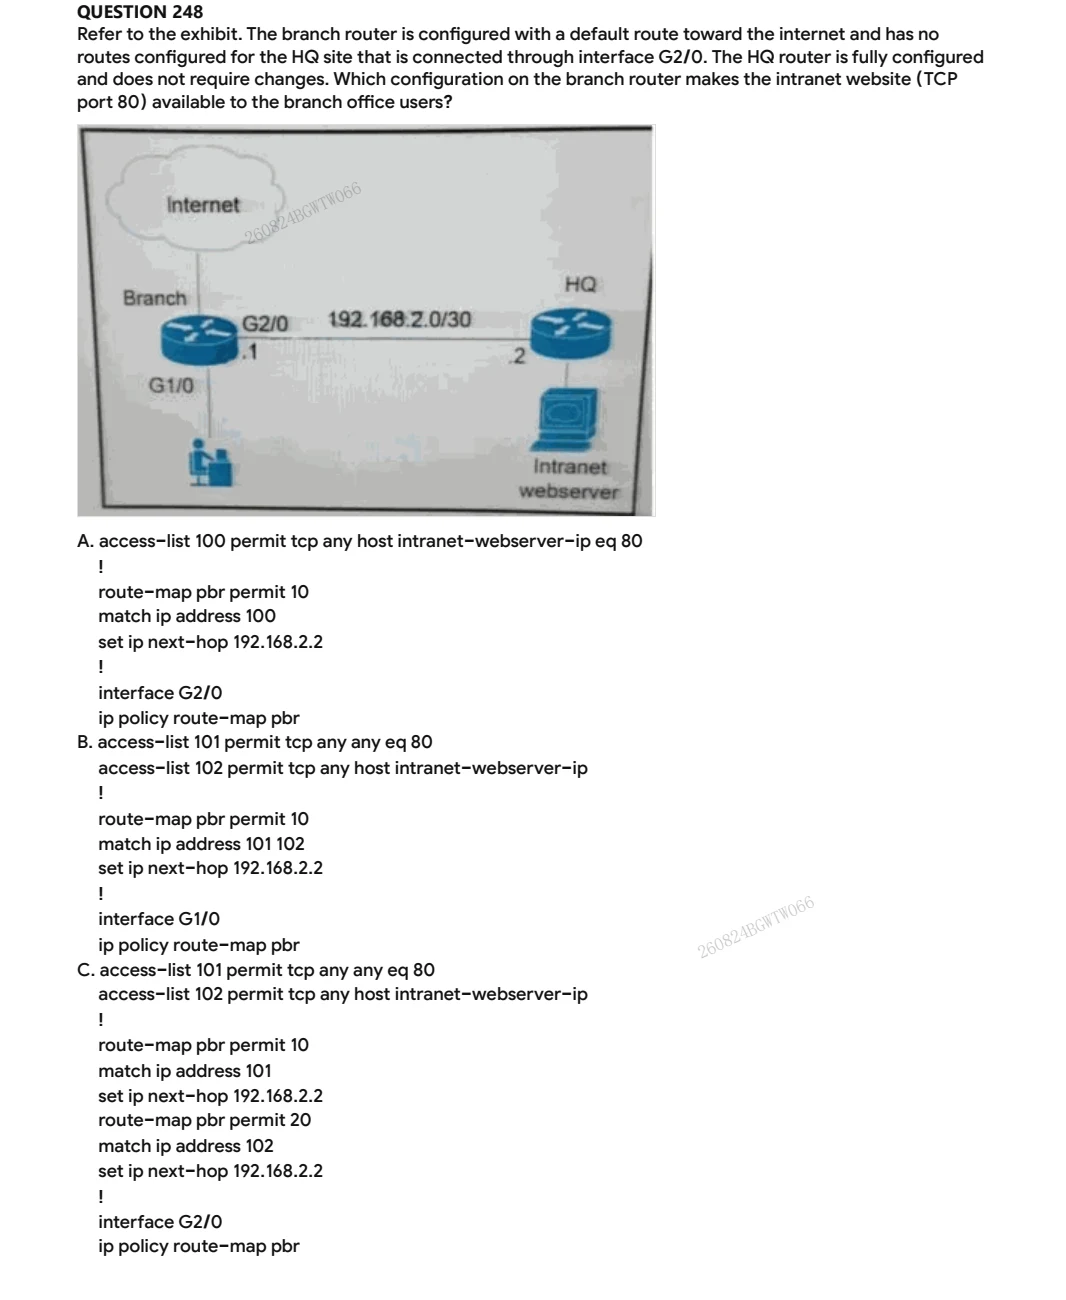 QUESTION 248
Refer to the exhibit. The branch router is configured with a default route toward the internet and has no
routes configured for the HQ site that is connected through interface G2/0. The HQ router is fully configured
and does not require changes. Which configuration on the branch router makes the intranet website (TCP
port 80) available to the branch office users?
Internet
260824BGWTW066
Branch
HQ
G2/0
192.168.2.0/30
.1
.2
G1/0
Intranet
webserver
A. access-list 100 permit tcp any host intranet-webserver-ip eq 80
!
route-map pbr permit 10
match ip address 100
set ip next-hop 192.168.2.2
!
interface G2/0
ip policy route-map pbr
B. access-list 101 permit tcp any any eq 80
access-list 102 permit tcp any host intranet-webserver-ip
!
route-map pbr permit 10
match ip address 101 102
set ip next-hop 192.168.2.2
!
interface G1/0
260824BGWTW066
ip policy route-map pbr
C. access-list 101 permit tcp any any eq 80
access-list 102 permit tcp any host intranet-webserver-ip
!
route-map pbr permit 10
match ip address 101
set ip next-hop 192.168.2.2
route-map pbr permit 20
match ip address 102
set ip next-hop 192.168.2.2
!
interface G2/0
ip policy route-map pbr